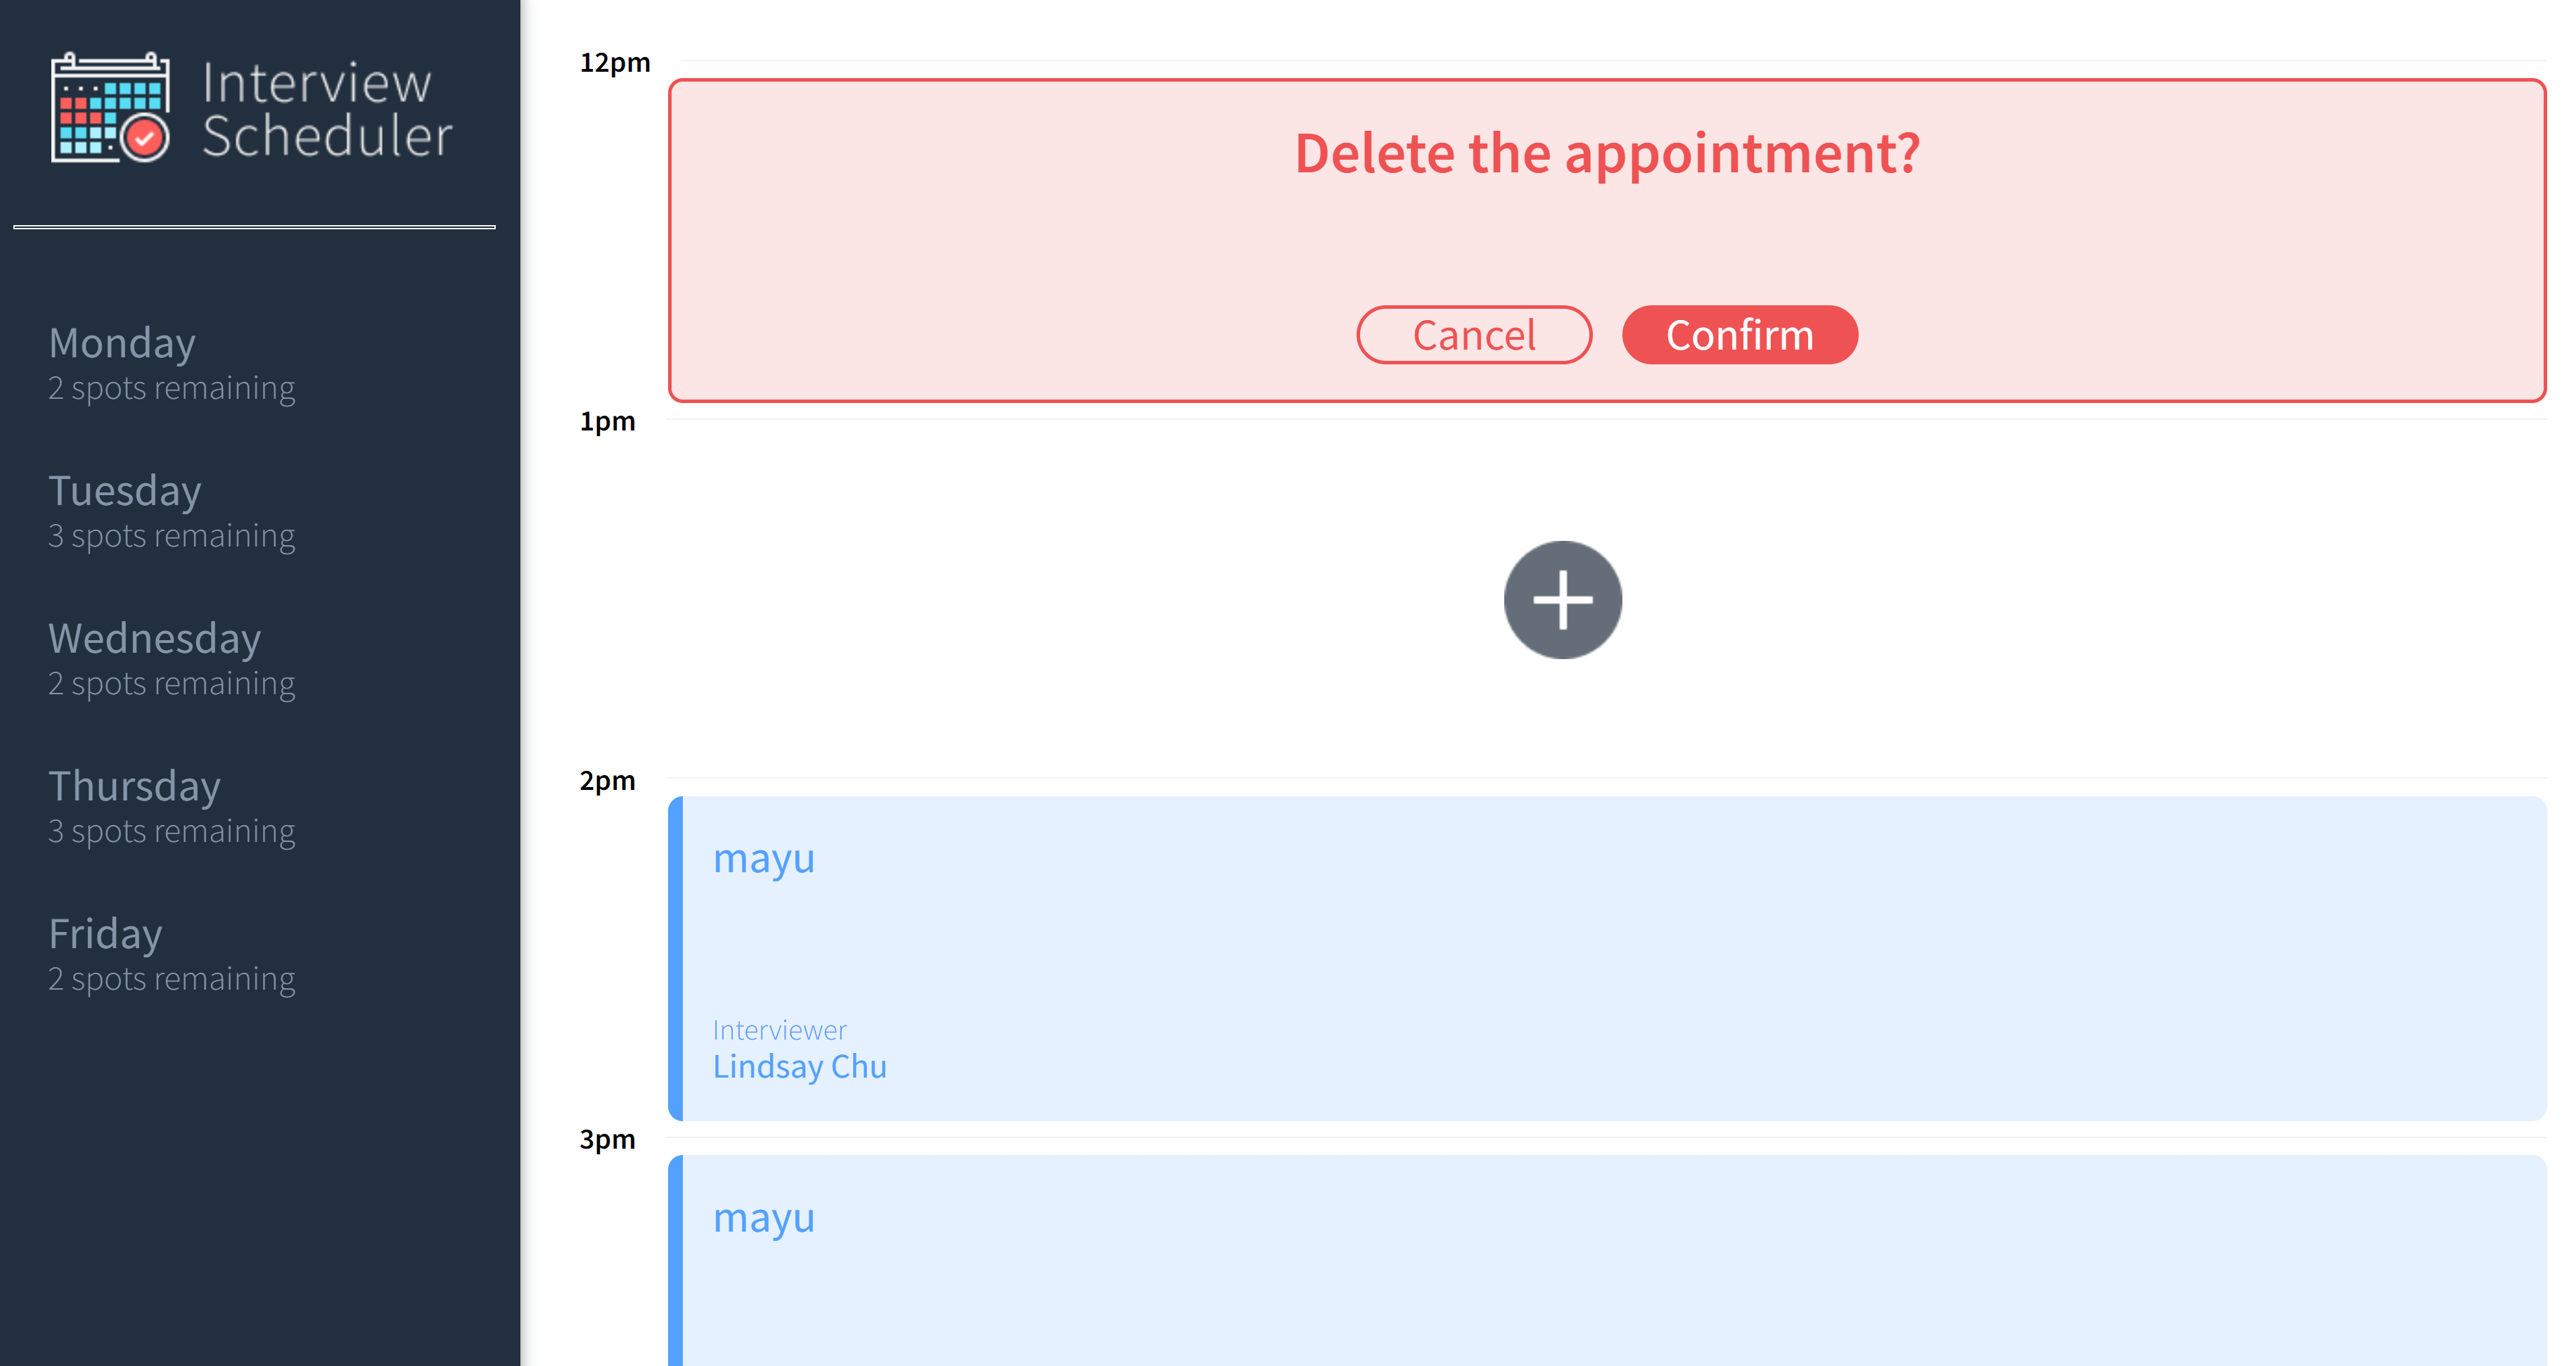 Interview
Scheduler
Monday
2 spots remaining
Tuesday
3 spots remaining
Wednesday
2 spots remaining
Thursday
3 spots remaining
Friday
2 spots remaining
12pm
Delete the appointment?
Cancel Confirm
1pm
2pm
mayu
Interviewer
Lindsay Chu
3pm
mayu